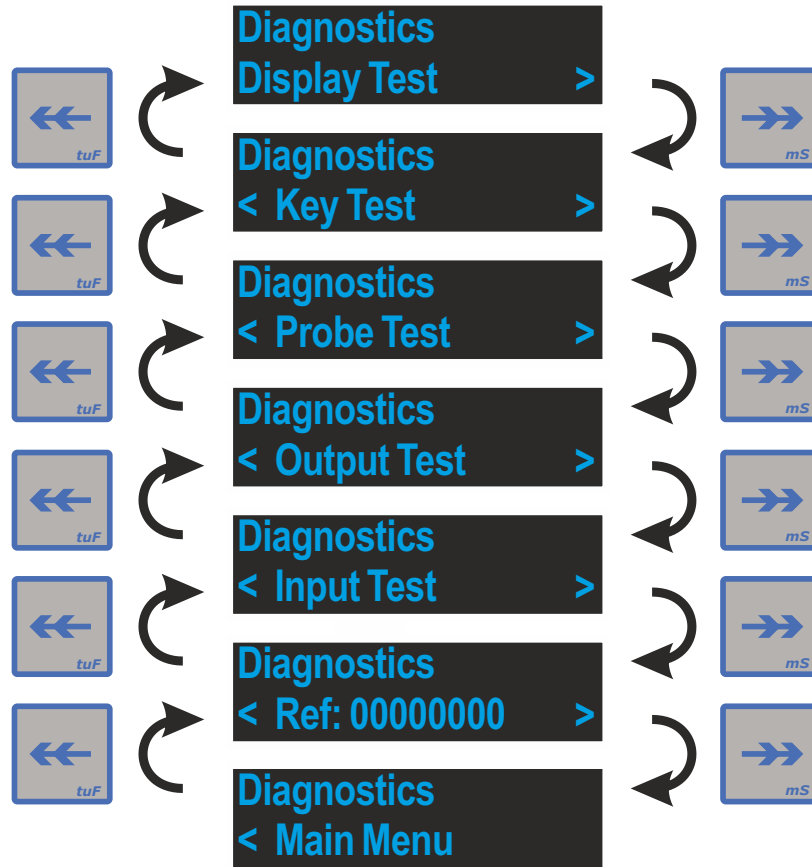 Diagnostics
Display Test >
tuF
mS
Diagnostics
< Key Test >
tuF
mS
Diagnostics
< Probe Test >
tuF
mS
Diagnostics
< Output Test >
tuF
mS
Diagnostics
< Input Test >
tuF
mS
Diagnostics
< Ref: 00000000 >
tuF
mS
Diagnostics
< Main Menu